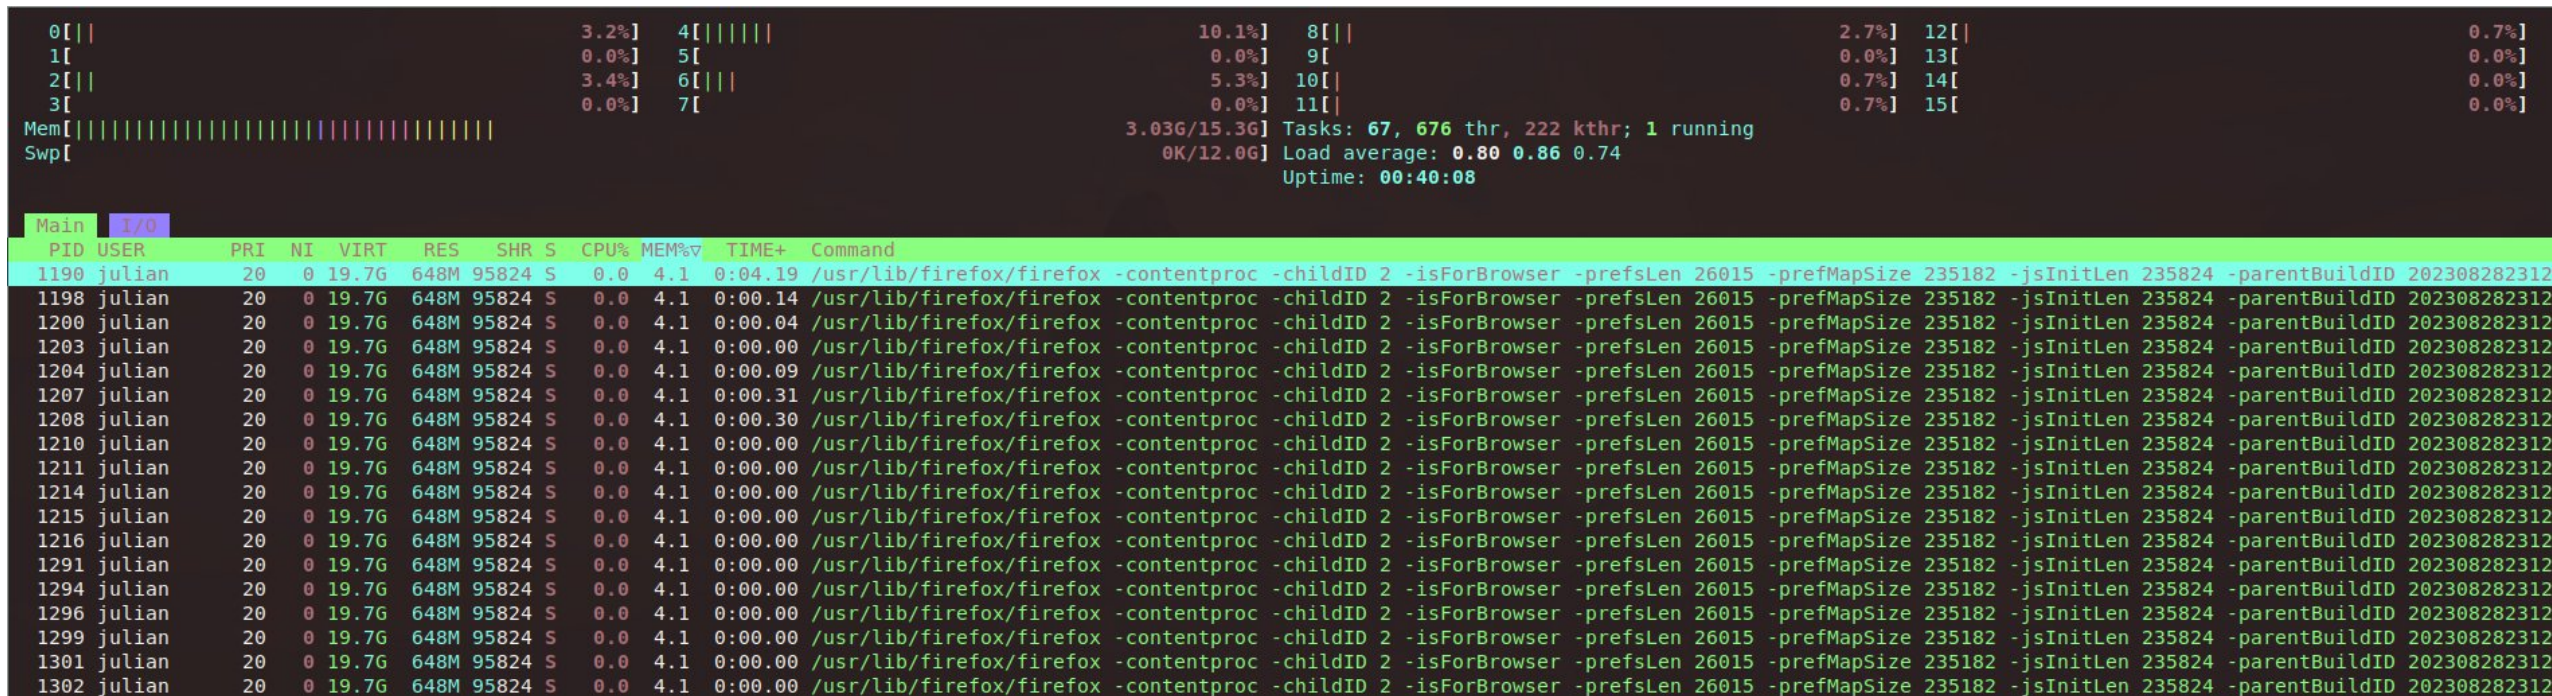 0[|| 3.2%] 4[|||||| 10.1%] 8[|| 2.7%] 12[| 0.7%]
1[ 0.0%] 5[ 0.0%] 9[ 0.0%] 13[ 0.0%]
2[|| 3.4%] 6[||| 5.3%] 10[| 0.7%] 14[ 0.0%]
3[ 0.0%] 7[ 0.0%] 11[| 0.7%] 15[ 0.0%]
Mem[||||||||||||||||||||||||||||||||||| 3.03G/15.3G] Tasks: 67, 676 thr, 222 kthr; 1 running
Swp[ 0K/12.0G] Load average: 0.80 0.86 0.74
Uptime: 00:40:08
Main I/O
PID USER PRI NI VIRT RES SHR S CPU% MEM%▽ TIME+ Command
1190 julian 20 0 19.7G 648M 95824 S 0.0 4.1 0:04.19 /usr/lib/firefox/firefox -contentproc -childID 2 -isForBrowser -prefsLen 26015 -prefMapSize 235182 -jsInitLen 235824 -parentBuildID 202308282312
1198 julian 20 0 19.7G 648M 95824 S 0.0 4.1 0:00.14 /usr/lib/firefox/firefox -contentproc -childID 2 -isForBrowser -prefsLen 26015 -prefMapSize 235182 -jsInitLen 235824 -parentBuildID 202308282312
1200 julian 20 0 19.7G 648M 95824 S 0.0 4.1 0:00.04 /usr/lib/firefox/firefox -contentproc -childID 2 -isForBrowser -prefsLen 26015 -prefMapSize 235182 -jsInitLen 235824 -parentBuildID 202308282312
1203 julian 20 0 19.7G 648M 95824 S 0.0 4.1 0:00.00 /usr/lib/firefox/firefox -contentproc -childID 2 -isForBrowser -prefsLen 26015 -prefMapSize 235182 -jsInitLen 235824 -parentBuildID 202308282312
1204 julian 20 0 19.7G 648M 95824 S 0.0 4.1 0:00.09 /usr/lib/firefox/firefox -contentproc -childID 2 -isForBrowser -prefsLen 26015 -prefMapSize 235182 -jsInitLen 235824 -parentBuildID 202308282312
1207 julian 20 0 19.7G 648M 95824 S 0.0 4.1 0:00.31 /usr/lib/firefox/firefox -contentproc -childID 2 -isForBrowser -prefsLen 26015 -prefMapSize 235182 -jsInitLen 235824 -parentBuildID 202308282312
1208 julian 20 0 19.7G 648M 95824 S 0.0 4.1 0:00.30 /usr/lib/firefox/firefox -contentproc -childID 2 -isForBrowser -prefsLen 26015 -prefMapSize 235182 -jsInitLen 235824 -parentBuildID 202308282312
1210 julian 20 0 19.7G 648M 95824 S 0.0 4.1 0:00.00 /usr/lib/firefox/firefox -contentproc -childID 2 -isForBrowser -prefsLen 26015 -prefMapSize 235182 -jsInitLen 235824 -parentBuildID 202308282312
1211 julian 20 0 19.7G 648M 95824 S 0.0 4.1 0:00.00 /usr/lib/firefox/firefox -contentproc -childID 2 -isForBrowser -prefsLen 26015 -prefMapSize 235182 -jsInitLen 235824 -parentBuildID 202308282312
1214 julian 20 0 19.7G 648M 95824 S 0.0 4.1 0:00.00 /usr/lib/firefox/firefox -contentproc -childID 2 -isForBrowser -prefsLen 26015 -prefMapSize 235182 -jsInitLen 235824 -parentBuildID 202308282312
1215 julian 20 0 19.7G 648M 95824 S 0.0 4.1 0:00.00 /usr/lib/firefox/firefox -contentproc -childID 2 -isForBrowser -prefsLen 26015 -prefMapSize 235182 -jsInitLen 235824 -parentBuildID 202308282312
1216 julian 20 0 19.7G 648M 95824 S 0.0 4.1 0:00.00 /usr/lib/firefox/firefox -contentproc -childID 2 -isForBrowser -prefsLen 26015 -prefMapSize 235182 -jsInitLen 235824 -parentBuildID 202308282312
1291 julian 20 0 19.7G 648M 95824 S 0.0 4.1 0:00.00 /usr/lib/firefox/firefox -contentproc -childID 2 -isForBrowser -prefsLen 26015 -prefMapSize 235182 -jsInitLen 235824 -parentBuildID 202308282312
1294 julian 20 0 19.7G 648M 95824 S 0.0 4.1 0:00.00 /usr/lib/firefox/firefox -contentproc -childID 2 -isForBrowser -prefsLen 26015 -prefMapSize 235182 -jsInitLen 235824 -parentBuildID 202308282312
1296 julian 20 0 19.7G 648M 95824 S 0.0 4.1 0:00.00 /usr/lib/firefox/firefox -contentproc -childID 2 -isForBrowser -prefsLen 26015 -prefMapSize 235182 -jsInitLen 235824 -parentBuildID 202308282312
1299 julian 20 0 19.7G 648M 95824 S 0.0 4.1 0:00.00 /usr/lib/firefox/firefox -contentproc -childID 2 -isForBrowser -prefsLen 26015 -prefMapSize 235182 -jsInitLen 235824 -parentBuildID 202308282312
1301 julian 20 0 19.7G 648M 95824 S 0.0 4.1 0:00.00 /usr/lib/firefox/firefox -contentproc -childID 2 -isForBrowser -prefsLen 26015 -prefMapSize 235182 -jsInitLen 235824 -parentBuildID 202308282312
1302 julian 20 0 19.7G 648M 95824 S 0.0 4.1 0:00.00 /usr/lib/firefox/firefox -contentproc -childID 2 -isForBrowser -prefsLen 26015 -prefMapSize 235182 -jsInitLen 235824 -parentBuildID 202308282312